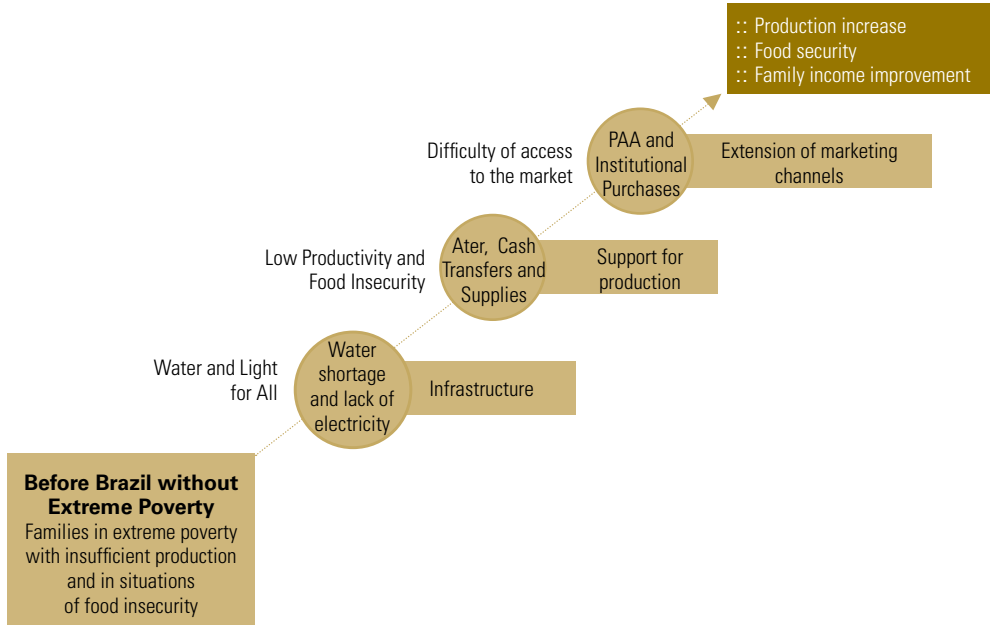 :: Production increase
:: Food security
:: Family income improvement
Difficulty of access
to the market
PAA and
Institutional
Purchases
Extension of marketing
channels
Low Productivity and
Food Insecurity
Ater, Cash
Transfers and
Supplies
Support for
production
Water and Light
for All
Water
shortage
and lack of
electricity
Infrastructure
Before Brazil without
Extreme Poverty
Families in extreme poverty
with insufficient production
and in situations
of food insecurity